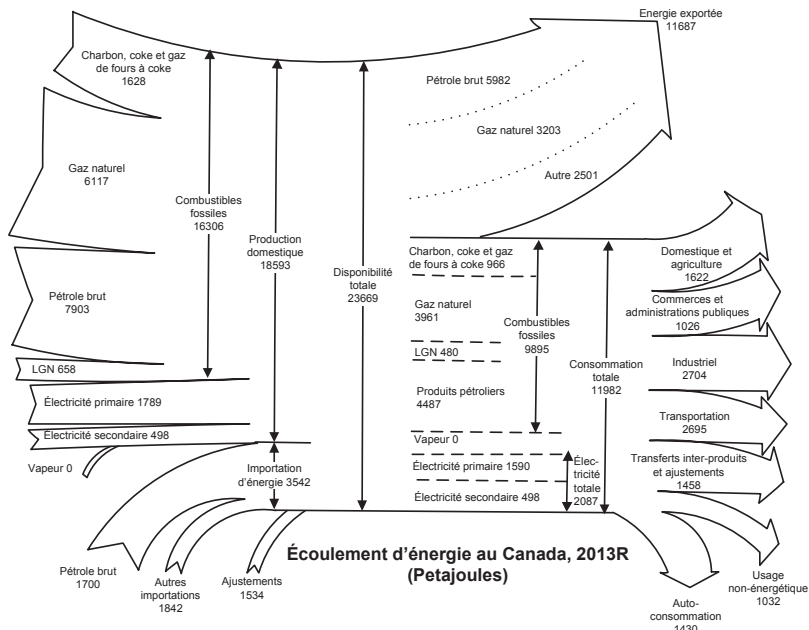 Energie exportée
11687
Charbon, coke et gaz
de fours à coke
1628
Pétrole brut 5982
Gaz naturel 3203
Autre 2501
Gaz naturel
6117
Combustibles
fossiles
16306
Production
domestique
18593
Disponibilité
totale
23669
Charbon, coke et gaz
de fours à coke 966
Gaz naturel
3961
Combustibles
fossiles
9895
LGN 480
Consommation
totale
11982
Produits pétroliers
4487
Vapeur 0
Électricité primaire 1590
Électricité secondaire 498
Élec-
tricité
totale
2087
Domestique et
agriculture
1622
Commerces et
administrations publiques
1026
Industriel
2704
Transportation
2695
Transferts inter-produits
et ajustements
1458
Pétrole brut
7903
LGN 658
Électricité primaire 1789
Électricité secondaire 498
Vapeur 0
Importation
d'énergie 3542
Pétrole brut
1700
Autres
importations
1842
Ajustements
1534
Écoulement d'énergie au Canada, 2013R
(Petajoules)
Usage
non-énergétique
1032
Auto-
consommation
1430